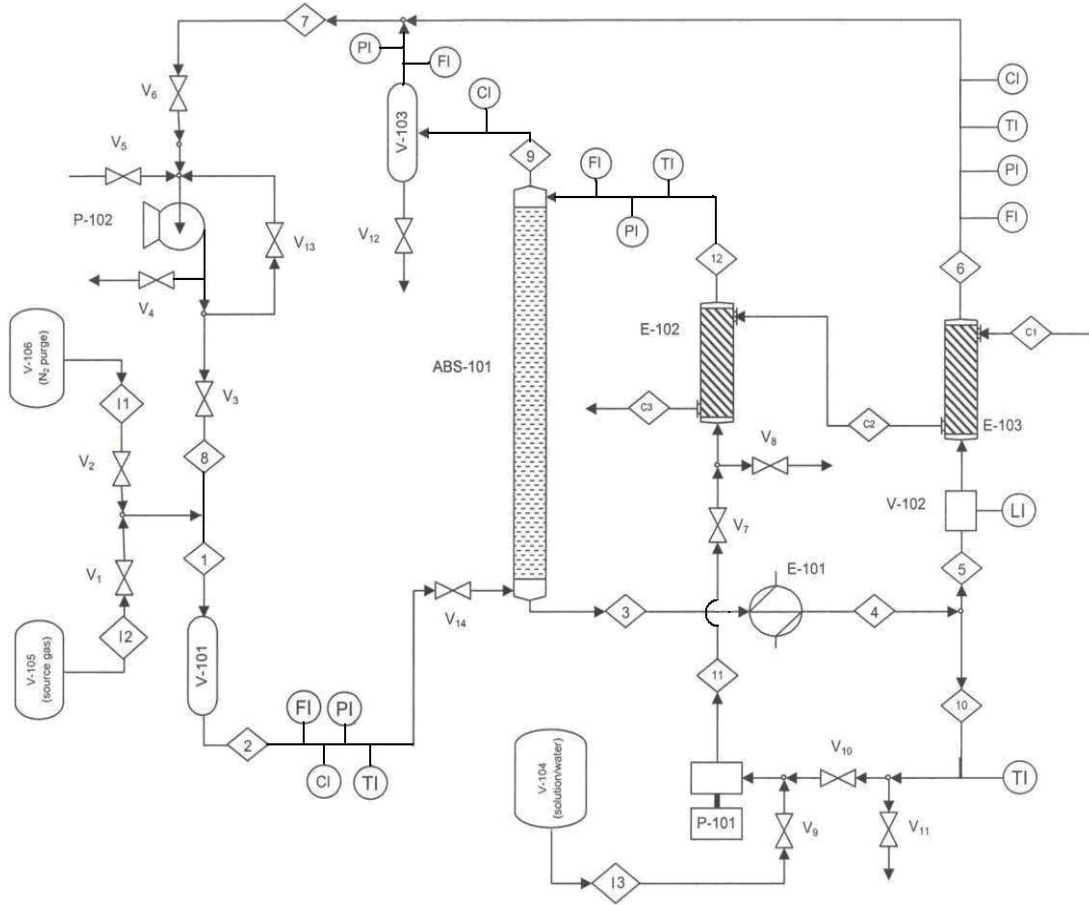 7
PI
FI
V₆
CI
V-103
CI
V₅
9
FI
TI
TI
PI
P-102
V₁₃
V₁₂
PI
FI
V₄
12
6
V-106
(N₂ purge)
E-102
C1
ABS-101
I1
V₃
C3
C2
E-103
V₂
8
V₈
V-102
LI
V₇
1
V₁
E-101
5
V₁₄
3
4
I2
V-105
(source gas)
V-101
11
10
FI
PI
2
V₁₀
CI
TI
V-104
(solution/water)
TI
P-101
V₉
V₁₁
I3